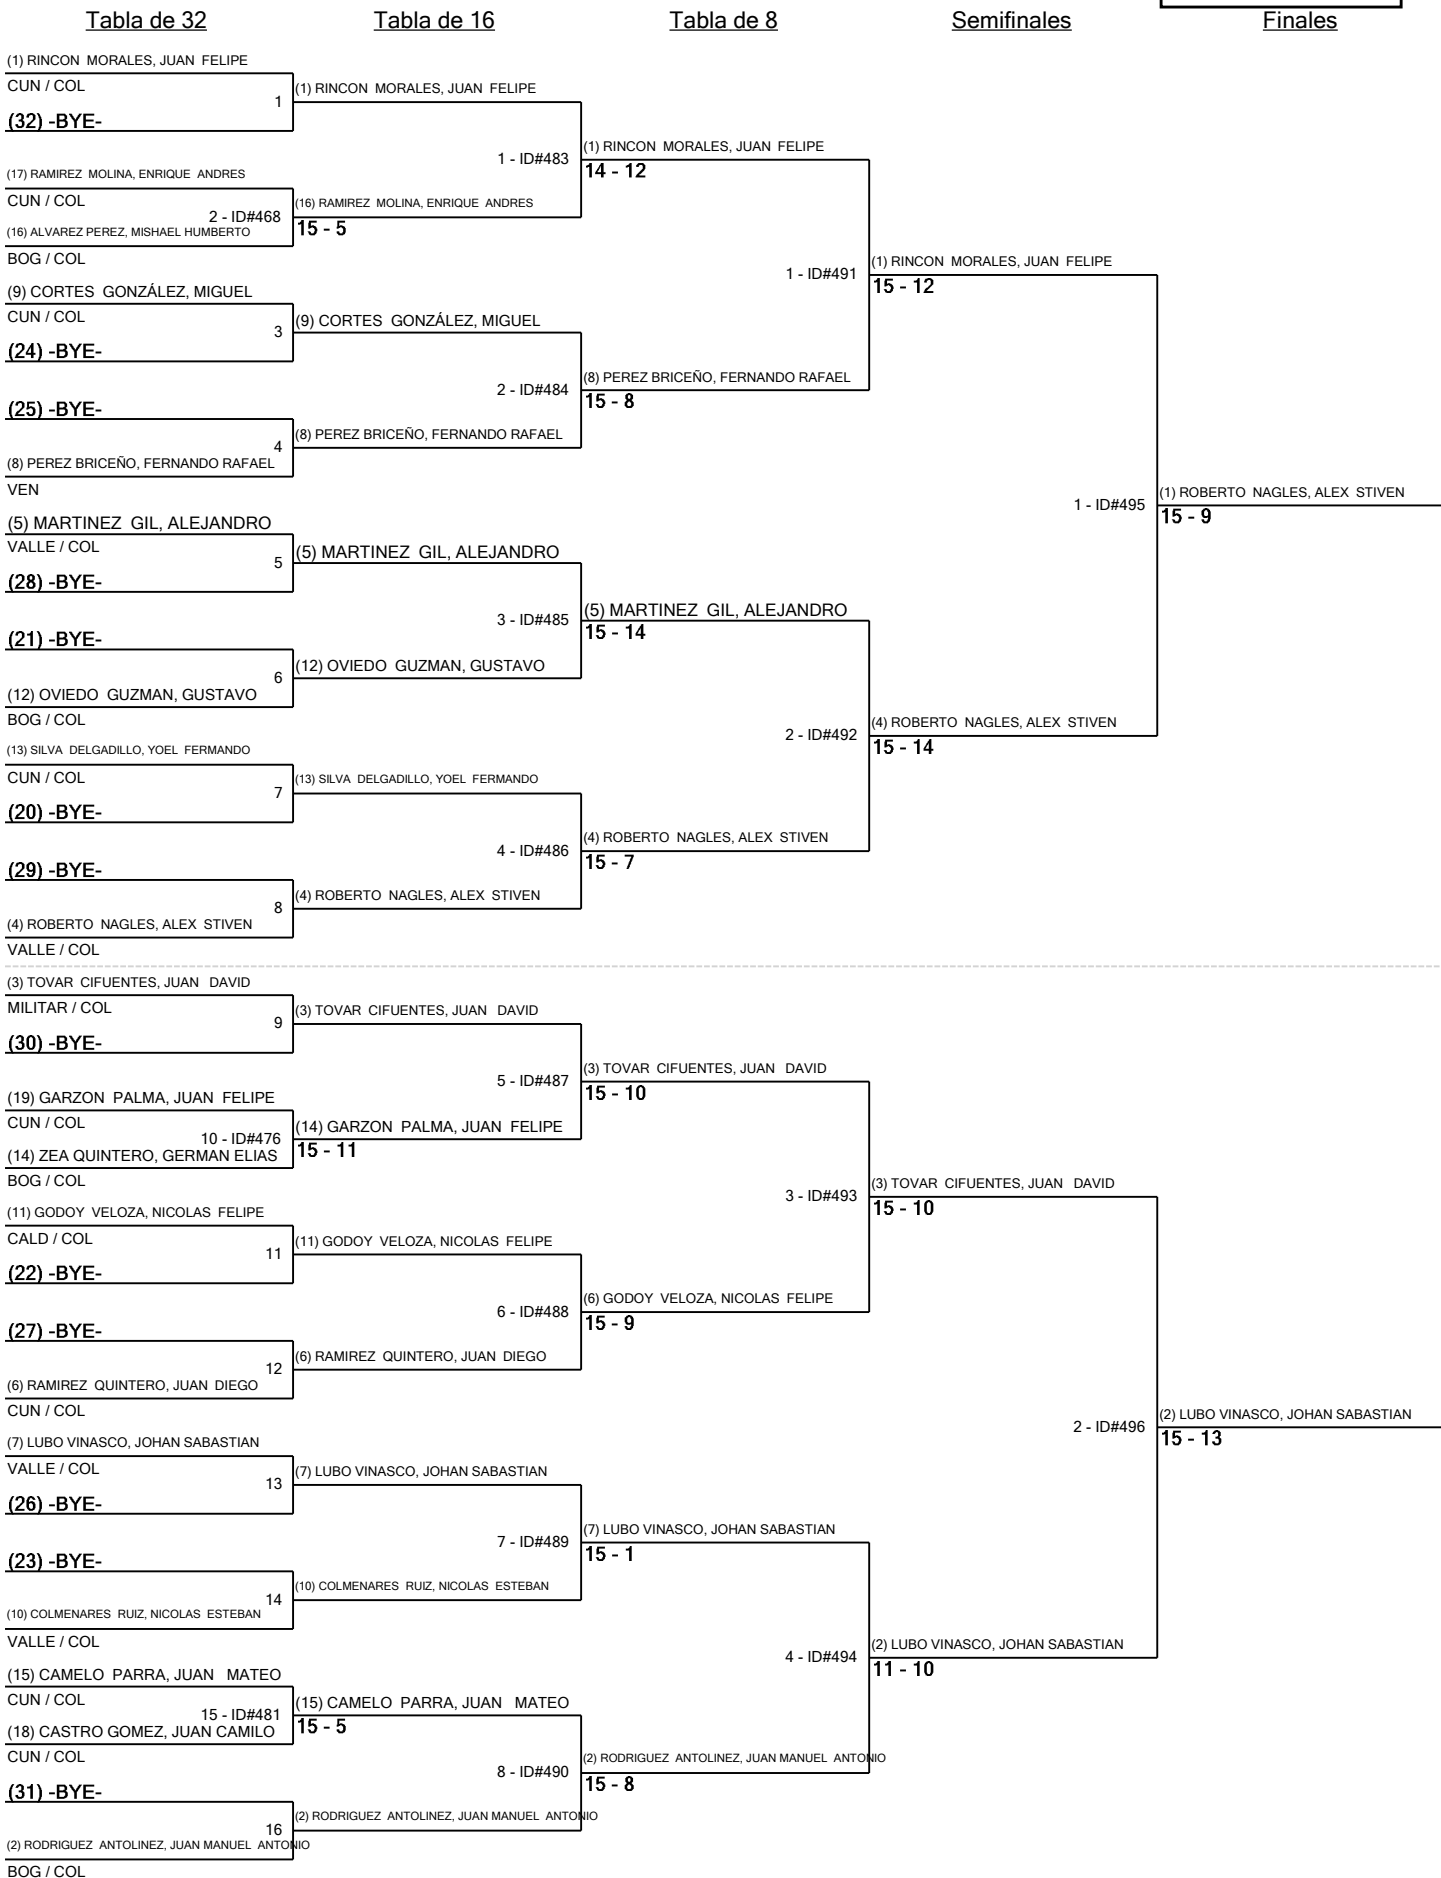 Tabla de 32
Tabla de 16
Tabla de 8
Semifinales
Finales
(1) RINCON MORALES, JUAN FELIPE
CUN / COL
1
(32) -BYE-
(17) RAMIREZ MOLINA, ENRIQUE ANDRES
CUN / COL
2 - ID#468
(16) ALVAREZ PEREZ, MISHAEL HUMBERTO
BOG / COL
(9) CORTES GONZÁLEZ, MIGUEL
CUN / COL
3
(24) -BYE-
(25) -BYE-
4
(8) PEREZ BRICEÑO, FERNANDO RAFAEL
VEN
(5) MARTINEZ GIL, ALEJANDRO
VALLE / COL
5
(28) -BYE-
(21) -BYE-
6
(12) OVIEDO GUZMAN, GUSTAVO
BOG / COL
(13) SILVA DELGADILLO, YOEL FERMANDO
CUN / COL
7
(20) -BYE-
(29) -BYE-
8
(4) ROBERTO NAGLES, ALEX STIVEN
VALLE / COL
(3) TOVAR CIFUENTES, JUAN DAVID
MILITAR / COL
9
(30) -BYE-
(19) GARZON PALMA, JUAN FELIPE
CUN / COL
10 - ID#476
(14) ZEA QUINTERO, GERMAN ELIAS
BOG / COL
(11) GODOY VELOZA, NICOLAS FELIPE
CALD / COL
11
(22) -BYE-
(27) -BYE-
12
(6) RAMIREZ QUINTERO, JUAN DIEGO
CUN / COL
(7) LUBO VINASCO, JOHAN SABASTIAN
VALLE / COL
13
(26) -BYE-
(23) -BYE-
14
(10) COLMENARES RUIZ, NICOLAS ESTEBAN
VALLE / COL
(15) CAMELO PARRA, JUAN MATEO
CUN / COL
15 - ID#481
(18) CASTRO GOMEZ, JUAN CAMILO
CUN / COL
(31) -BYE-
16
(2) RODRIGUEZ ANTOLINEZ, JUAN MANUEL ANTONIO
BOG / COL
(1) RINCON MORALES, JUAN FELIPE
1 - ID#483
(16) RAMIREZ MOLINA, ENRIQUE ANDRES
15 - 5
(9) CORTES GONZÁLEZ, MIGUEL
2 - ID#484
(8) PEREZ BRICEÑO, FERNANDO RAFAEL
(5) MARTINEZ GIL, ALEJANDRO
3 - ID#485
(12) OVIEDO GUZMAN, GUSTAVO
(13) SILVA DELGADILLO, YOEL FERMANDO
4 - ID#486
(4) ROBERTO NAGLES, ALEX STIVEN
(3) TOVAR CIFUENTES, JUAN DAVID
5 - ID#487
(14) GARZON PALMA, JUAN FELIPE
15 - 11
(11) GODOY VELOZA, NICOLAS FELIPE
6 - ID#488
(6) RAMIREZ QUINTERO, JUAN DIEGO
(7) LUBO VINASCO, JOHAN SABASTIAN
7 - ID#489
(10) COLMENARES RUIZ, NICOLAS ESTEBAN
(15) CAMELO PARRA, JUAN MATEO
15 - 5
8 - ID#490
(2) RODRIGUEZ ANTOLINEZ, JUAN MANUEL ANTONIO
(1) RINCON MORALES, JUAN FELIPE
14 - 12
1 - ID#491
(8) PEREZ BRICEÑO, FERNANDO RAFAEL
15 - 8
(5) MARTINEZ GIL, ALEJANDRO
15 - 14
2 - ID#492
(4) ROBERTO NAGLES, ALEX STIVEN
15 - 7
(3) TOVAR CIFUENTES, JUAN DAVID
15 - 10
3 - ID#493
(6) GODOY VELOZA, NICOLAS FELIPE
15 - 9
(7) LUBO VINASCO, JOHAN SABASTIAN
15 - 1
4 - ID#494
(2) RODRIGUEZ ANTOLINEZ, JUAN MANUEL ANTONIO
15 - 8
(1) RINCON MORALES, JUAN FELIPE
15 - 12
1 - ID#495
(4) ROBERTO NAGLES, ALEX STIVEN
15 - 14
(3) TOVAR CIFUENTES, JUAN DAVID
15 - 10
2 - ID#496
(2) LUBO VINASCO, JOHAN SABASTIAN
11 - 10
(1) ROBERTO NAGLES, ALEX STIVEN
15 - 9
(2) LUBO VINASCO, JOHAN SABASTIAN
15 - 13